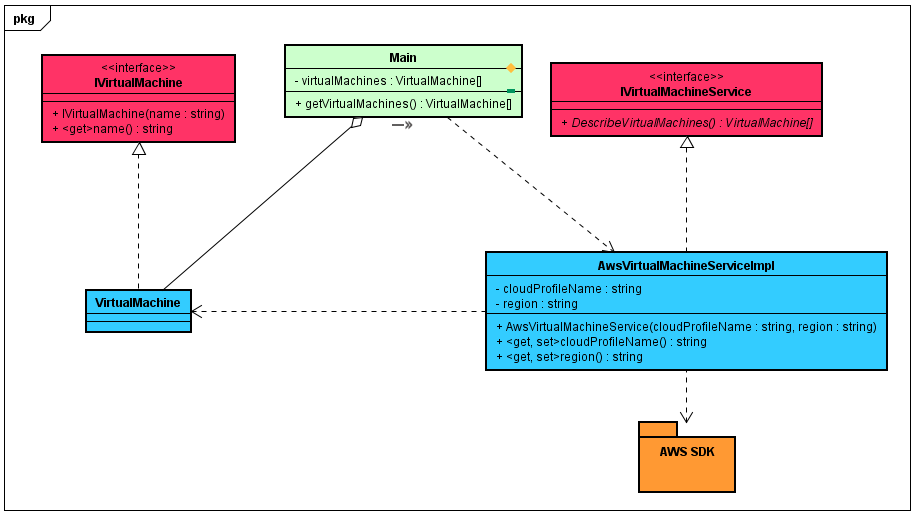 pkg
<<interface>>
IVirtualMachine
+ IVirtualMachine(name : string)
+ <get>name() : string
Main
- virtualMachines : VirtualMachine[]
+ getVirtualMachines() : VirtualMachine[]
<<interface>>
IVirtualMachineService
+ DescribeVirtualMachines() : VirtualMachine[]
VirtualMachine
AwsVirtualMachineServiceImpl
- cloudProfileName : string
- region : string
+ AwsVirtualMachineService(cloudProfileName : string, region : string)
+ <get, set>cloudProfileName() : string
+ <get, set>region() : string
AWS SDK